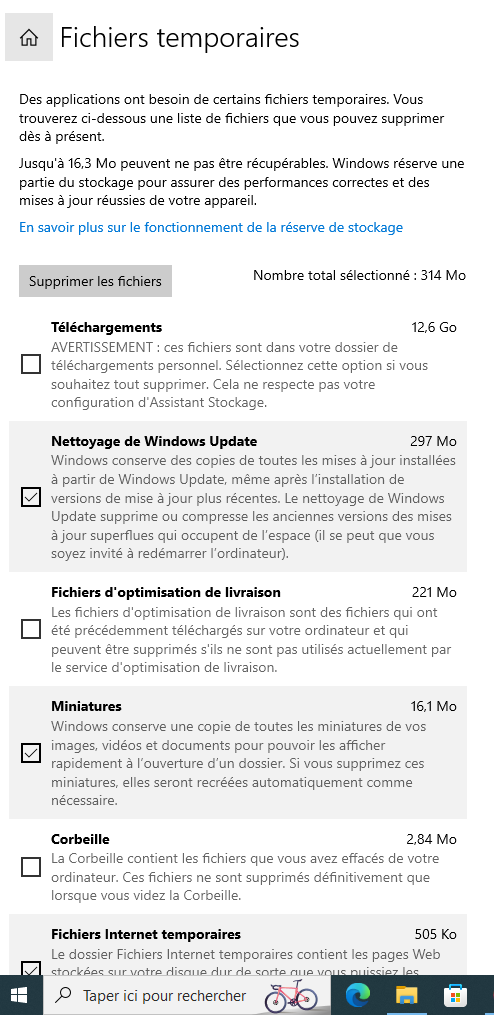 Fichiers temporaires
Des applications ont besoin de certains fichiers temporaires. Vous
trouverez ci-dessous une liste de fichiers que vous pouvez supprimer
dès à présent.
Jusqu'à 16,3 Mo peuvent ne pas être récupérables. Windows réserve une
partie du stockage pour assurer des performances correctes et des
mises à jour réussies de votre appareil.
En savoir plus sur le fonctionnement de la réserve de stockage
Supprimer les fichiers
Nombre total sélectionné : 314 Mo
Téléchargements 12,6 Go
AVERTISSEMENT : ces fichiers sont dans votre dossier de
téléchargements personnel. Sélectionnez cette option si vous
souhaitez tout supprimer. Cela ne respecte pas votre
configuration d'Assistant Stockage.
Nettoyage de Windows Update 297 Mo
Windows conserve des copies de toutes les mises à jour installées
à partir de Windows Update, même après l'installation de
versions de mise à jour plus récentes. Le nettoyage de Windows
Update supprime ou compresse les anciennes versions des mises
à jour superflues qui occupent de l'espace (il se peut que vous
soyez invité à redémarrer l'ordinateur).
Fichiers d'optimisation de livraison 221 Mo
Les fichiers d'optimisation de livraison sont des fichiers qui ont
été précédemment téléchargés sur votre ordinateur et qui
peuvent être supprimés s'ils ne sont pas utilisés actuellement par
le service d'optimisation de livraison.
Miniatures 16,1 Mo
Windows conserve une copie de toutes les miniatures de vos
images, vidéos et documents pour pouvoir les afficher
rapidement à l'ouverture d'un dossier. Si vous supprimez ces
miniatures, elles seront recréées automatiquement comme
nécessaire.
Corbeille 2,84 Mo
La Corbeille contient les fichiers que vous avez effacés de votre
ordinateur. Ces fichiers ne sont supprimés définitivement que
lorsque vous videz la Corbeille.
Fichiers Internet temporaires 505 Ko
Le dossier Fichiers Internet temporaires contient les pages Web
stockées sur votre disque dur de sorte que vous puissiez les
Taper ici pour rechercher